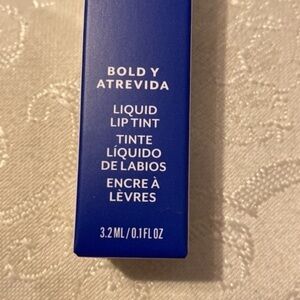 BOLD Y
ATREVIDA
LIQUID
LIP TINT
TINTE
LÍQUIDO
DE LABIOS
ENCRE À
LÈVRES
3.2 ML / 0.1 FL OZ